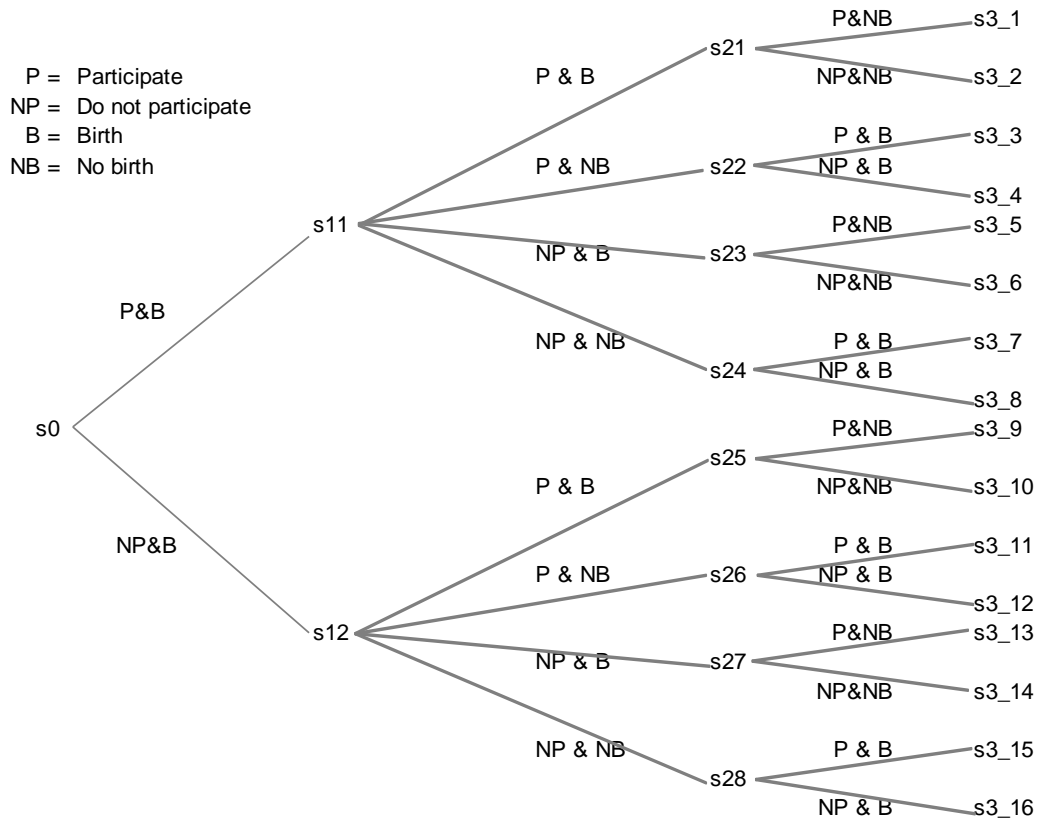 P&NB s3_1
s21
P = Participate
P & B
NP&NB s3_2
NP = Do not participate
B = Birth
P & B s3_3
NB = No birth
P & NB s22 NP & B
s3_4
s11 P&NB s3_5
NP & B s23
NP&NB s3_6
P&B
NP & NB P & B s3_7
s24 NP & B
s3_8
s0 P&NB s3_9
s25
P & B NP&NB s3_10
NP&B P & B s3_11
P & NB s26 NP & B
s3_12
s12 P&NB s3_13
NP & B s27
NP&NB s3_14
NP & NB P & B s3_15
s28
NP & B s3_16